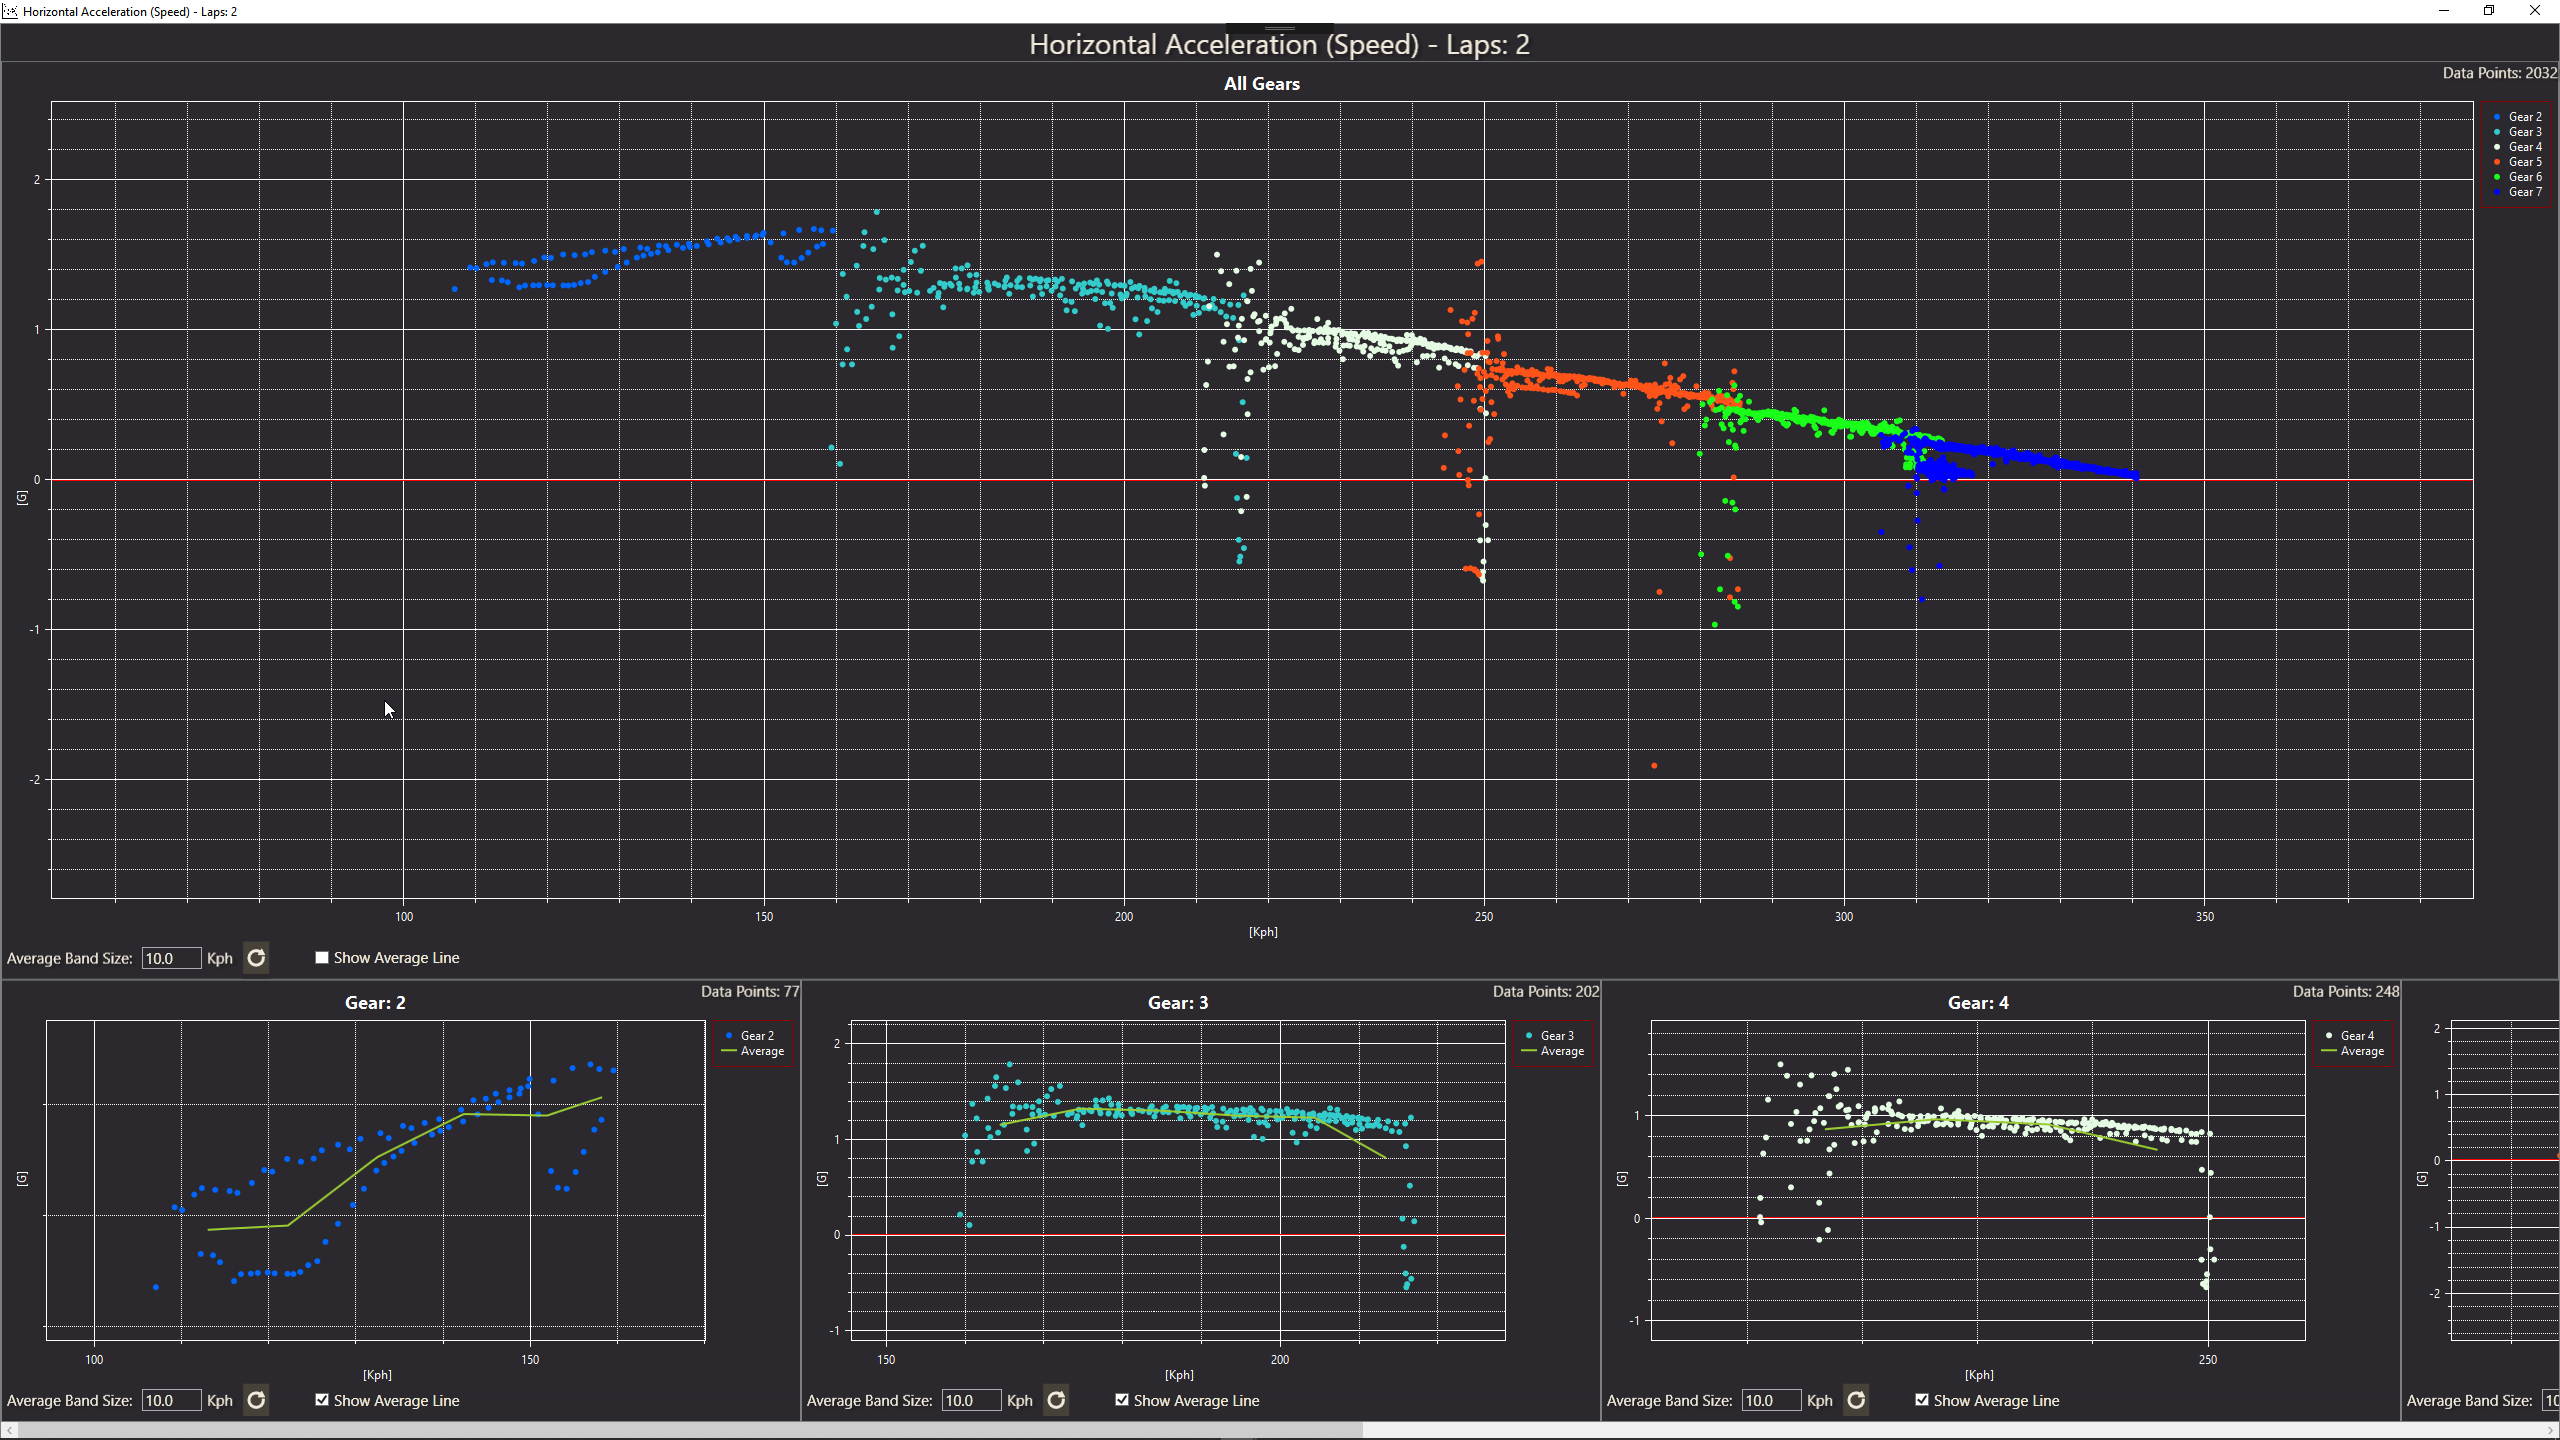 Horizontal Acceleration (Speed) - Laps: 2
Horizontal Acceleration (Speed) - Laps: 2
All Gears
Data Points: 2032
Gear 2
Gear 3
Gear 4
Gear 5
Gear 6
Gear 7
2
1
0
-1
-2
[G]
100 150 200 250 300 350
[Kph]
Average Band Size: 10.0 Kph Show Average Line
Gear: 2
Data Points: 77
Gear 2
Average
[G]
100 150
[Kph]
Average Band Size: 10.0 Kph Show Average Line
Gear: 3
Data Points: 202
Gear 3
Average
2
1
0
-1
[G]
150 200
[Kph]
Average Band Size: 10.0 Kph Show Average Line
Gear: 4
Data Points: 248
Gear 4
Average
1
0
-1
[G]
250
[Kph]
Average Band Size: 10.0 Kph Show Average Line
2
1
0
-1
-2
[G]
Average Band Size: 10